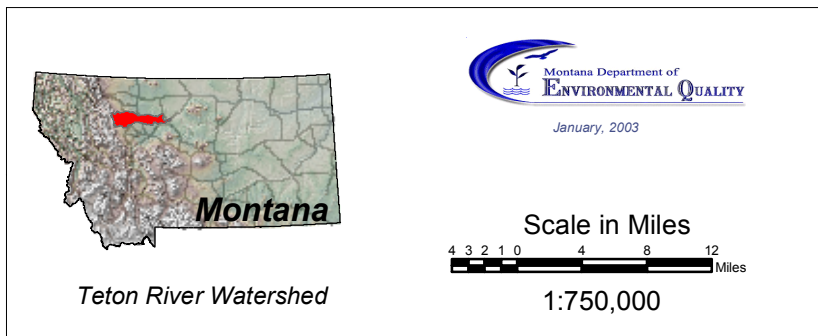 Montana
Teton River Watershed
Montana Department of
ENVIRONMENTAL QUALITY
January, 2003
Scale in Miles
4 3 2 1 0 4 8 12
Miles
1:750,000